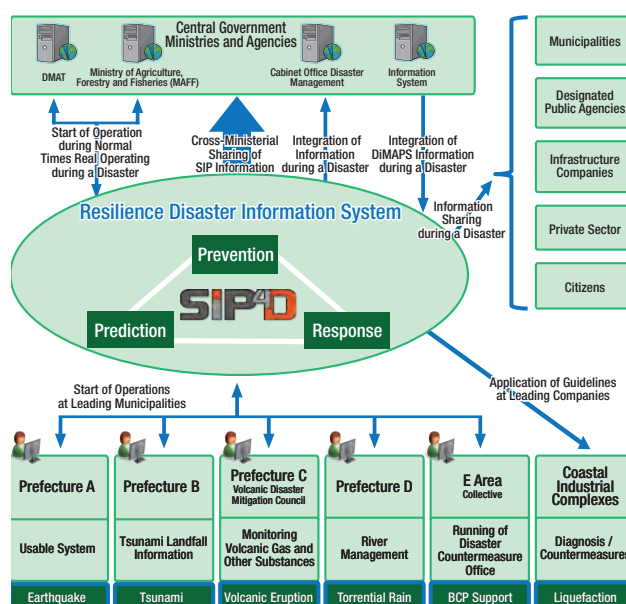 Central Government
Ministries and Agencies
DMAT
Ministry of Agriculture,
Forestry and Fisheries (MAFF)
Cabinet Office Disaster
Management
Information
System
Start of Operation
during Normal
Times Real Operating
during a Disaster
Cross-Ministerial
Sharing of
SIP Information
Integration of
Information
during a Disaster
Integration of
DiMAPS Information
during a Disaster
Information
Sharing
during a Disaster
Municipalities
Designated
Public Agencies
Infrastructure
Companies
Private Sector
Citizens
Resilience Disaster Information System
Prevention
SIP4D
Prediction
Response
Start of Operations
at Leading Municipalities
Application of Guidelines
at Leading Companies
Prefecture A
Usable System
Earthquake
Prefecture B
Tsunami Landfall
Information
Tsunami
Prefecture C
Volcanic Disaster
Mitigation Council
Monitoring
Volcanic Gas and
Other Substances
Volcanic Eruption
Prefecture D
River
Management
Torrential Rain
E Area
Collective
Running of
Disaster
Countermeasure
Office
BCP Support
Coastal
Industrial
Complexes
Diagnosis /
Countermeasures
Liquefaction